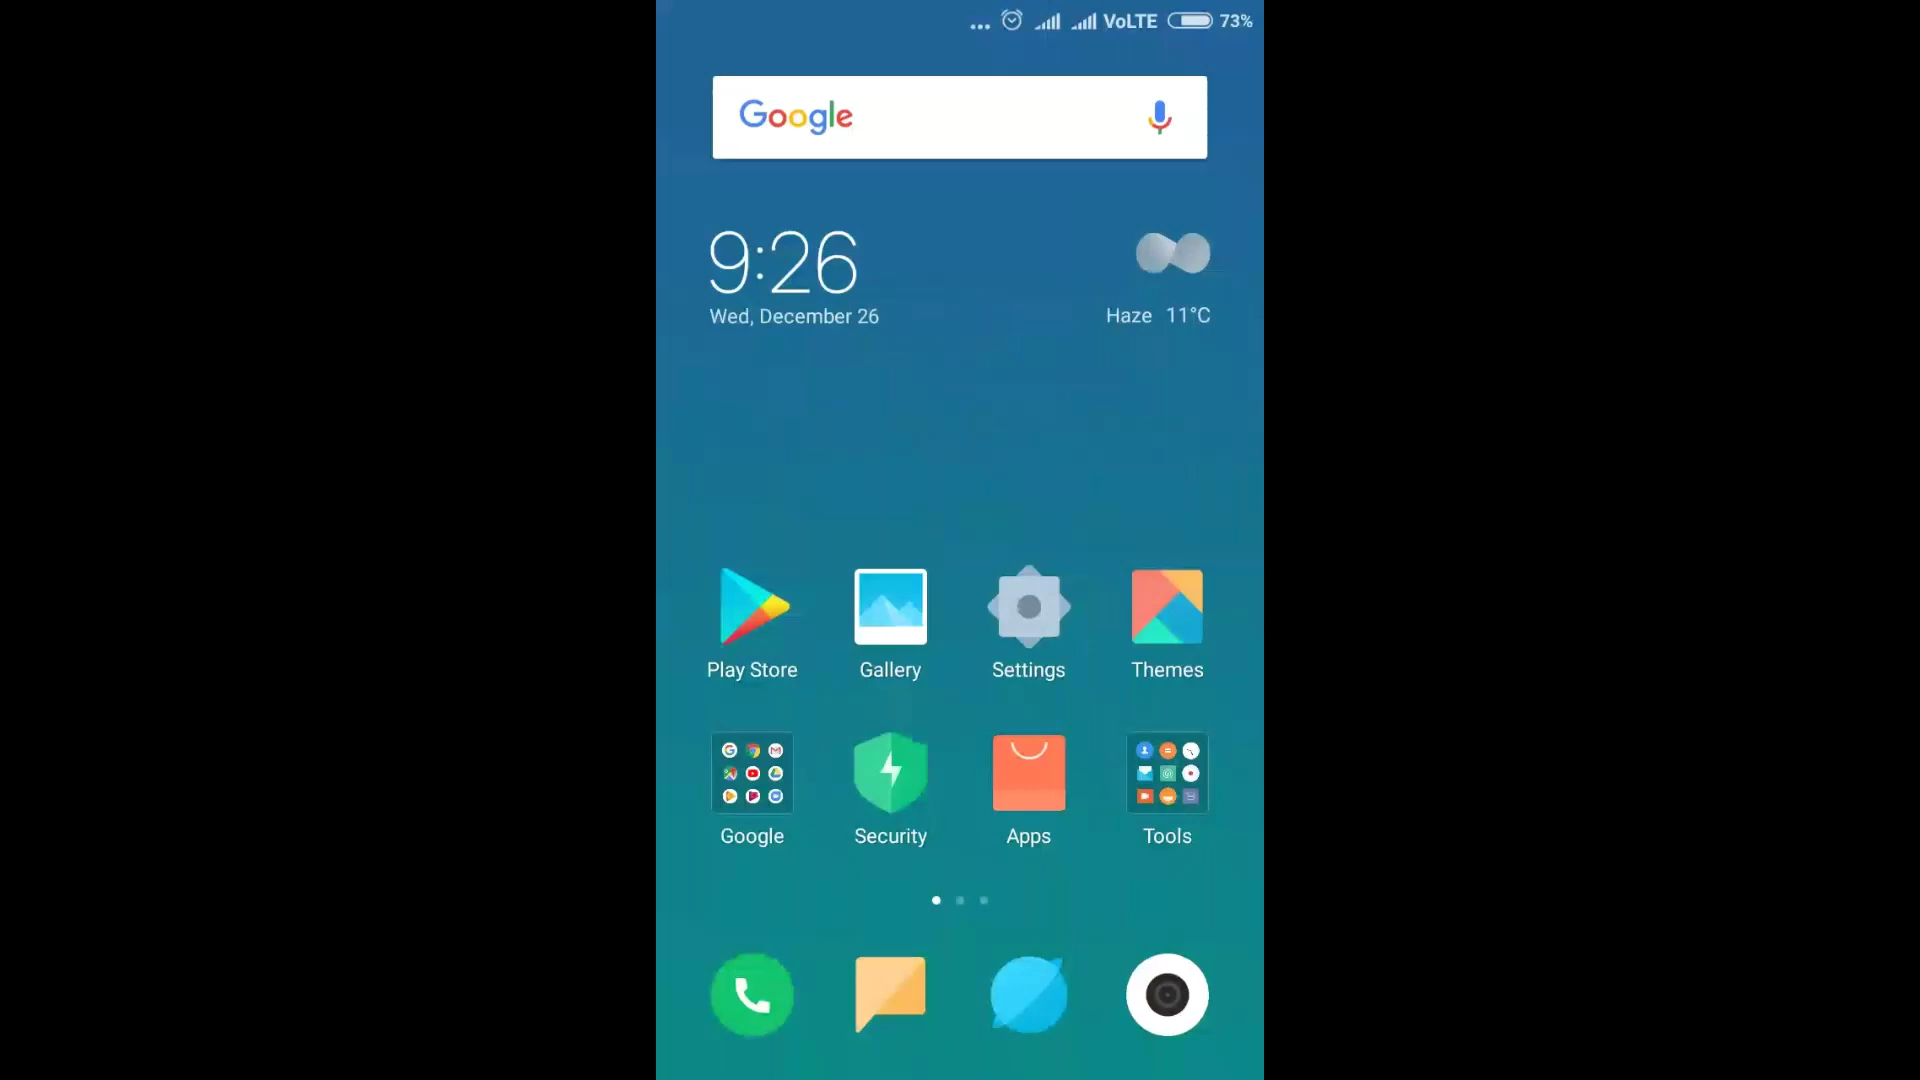 ... VoLTE 73%
Google
9:26
Wed, December 26
Haze 11°C
Play Store Gallery Settings Themes
Google Security Apps Tools